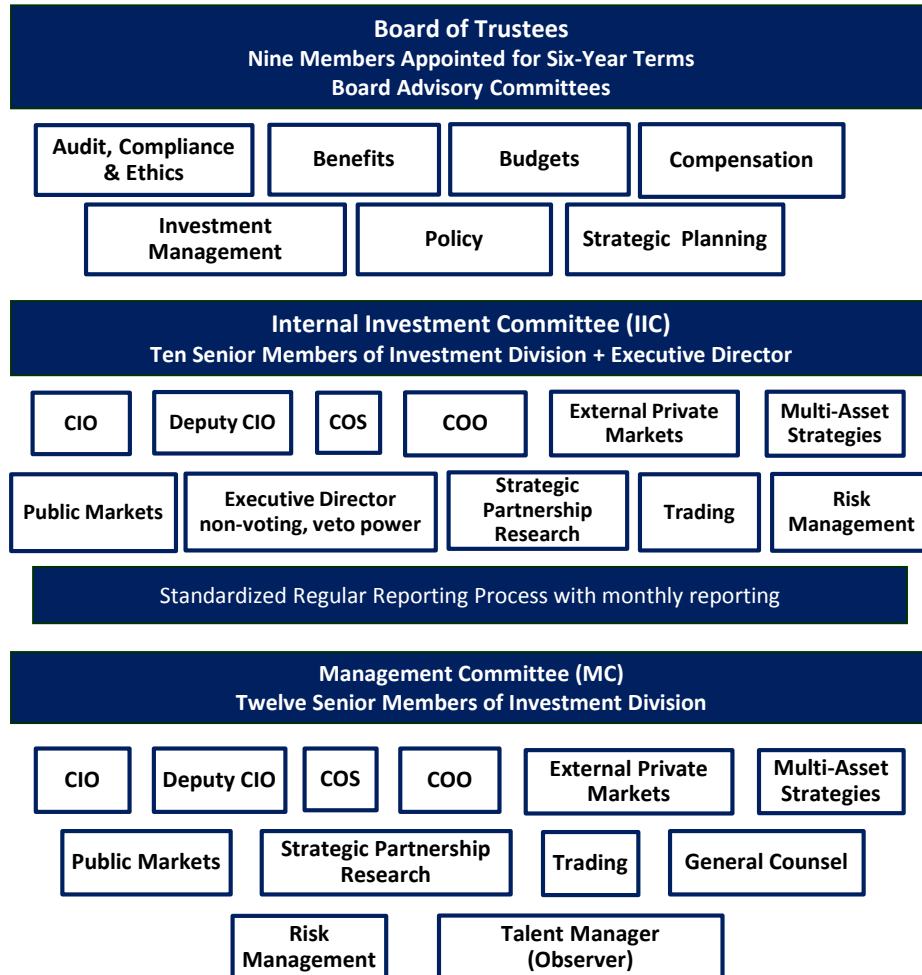 Board of Trustees
Nine Members Appointed for Six-Year Terms
Board Advisory Committees
Audit, Compliance
& Ethics
Benefits
Budgets
Compensation
Investment
Management
Policy
Strategic Planning
Internal Investment Committee (IIC)
Ten Senior Members of Investment Division + Executive Director
CIO
Deputy CIO
COS
COO
External Private
Markets
Multi-Asset
Strategies
Public Markets
Executive Director
non-voting, veto power
Strategic
Partnership
Research
Trading
Risk
Management
Standardized Regular Reporting Process with monthly reporting
Management Committee (MC)
Twelve Senior Members of Investment Division
CIO
Deputy CIO
COS
COO
External Private
Markets
Multi-Asset
Strategies
Public Markets
Strategic Partnership
Research
Trading
General Counsel
Risk
Management
Talent Manager
(Observer)